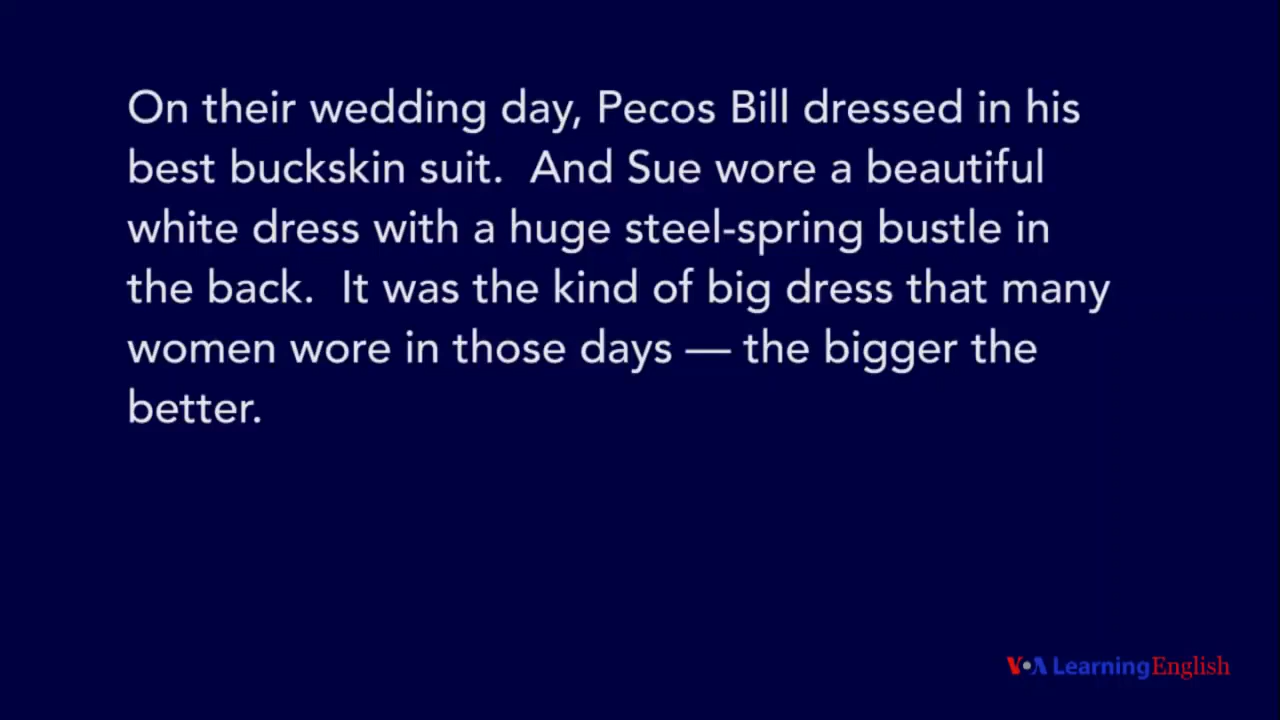 On their wedding day, Pecos Bill dressed in his
best buckskin suit.  And Sue wore a beautiful
white dress with a huge steel-spring bustle in
the back.  It was the kind of big dress that many
women wore in those days — the bigger the
better.
VOA Learning English